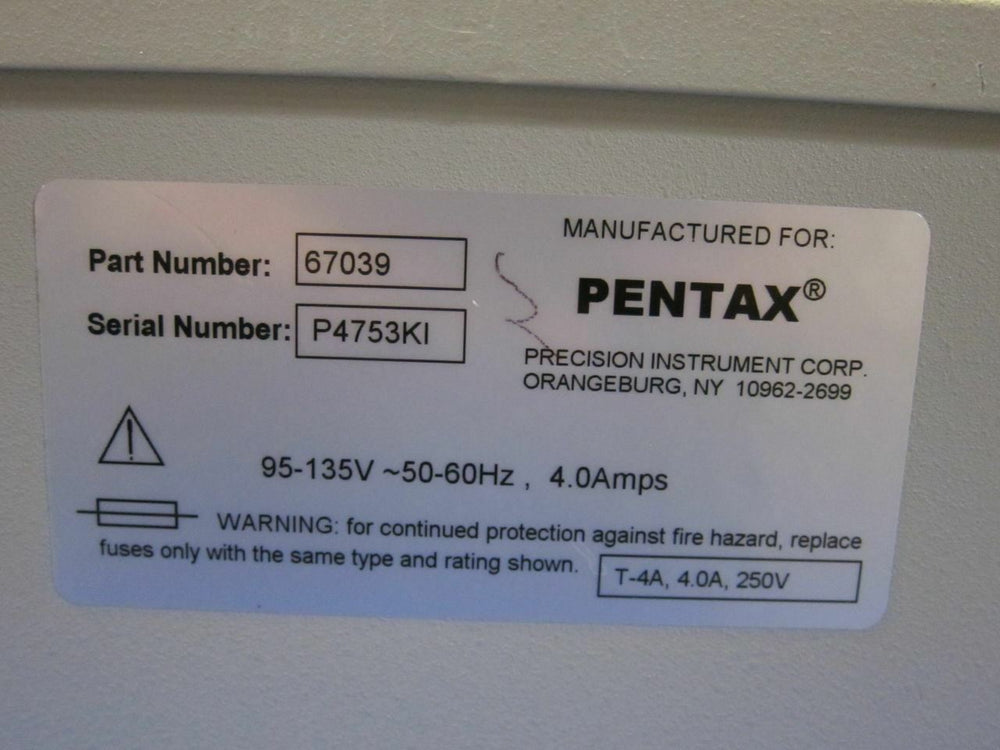 Part Number: 67039
Serial Number: P4753KI
MANUFACTURED FOR:
PENTAX®
PRECISION INSTRUMENT CORP.
ORANGEBURG, NY 10962-2699
95-135V ~50-60Hz , 4.0Amps
WARNING: for continued protection against fire hazard, replace
fuses only with the same type and rating shown.
T-4A, 4.0A, 250V